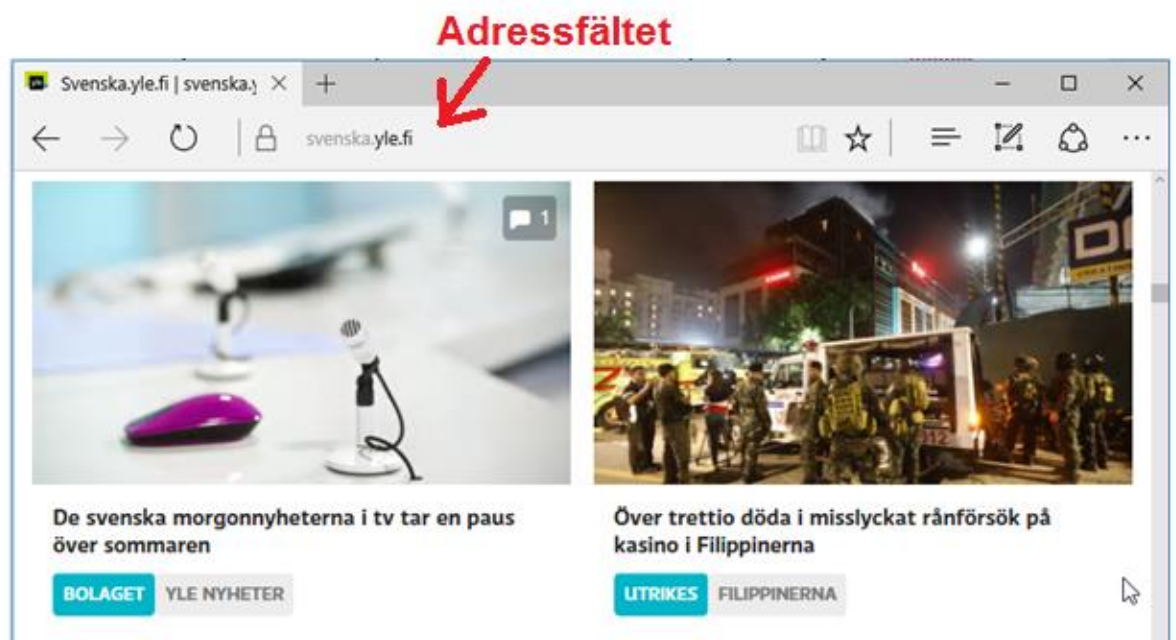 Adressfältet
Svenska.yle.fi | svenska.y
svenska.yle.fi
1
De svenska morgonnyheterna i tv tar en paus
över sommaren
BOLAGET YLE NYHETER
Över trettio döda i misslyckat rånförsök på
kasino i Filippinerna
UTRIKES FILIPPINERNA